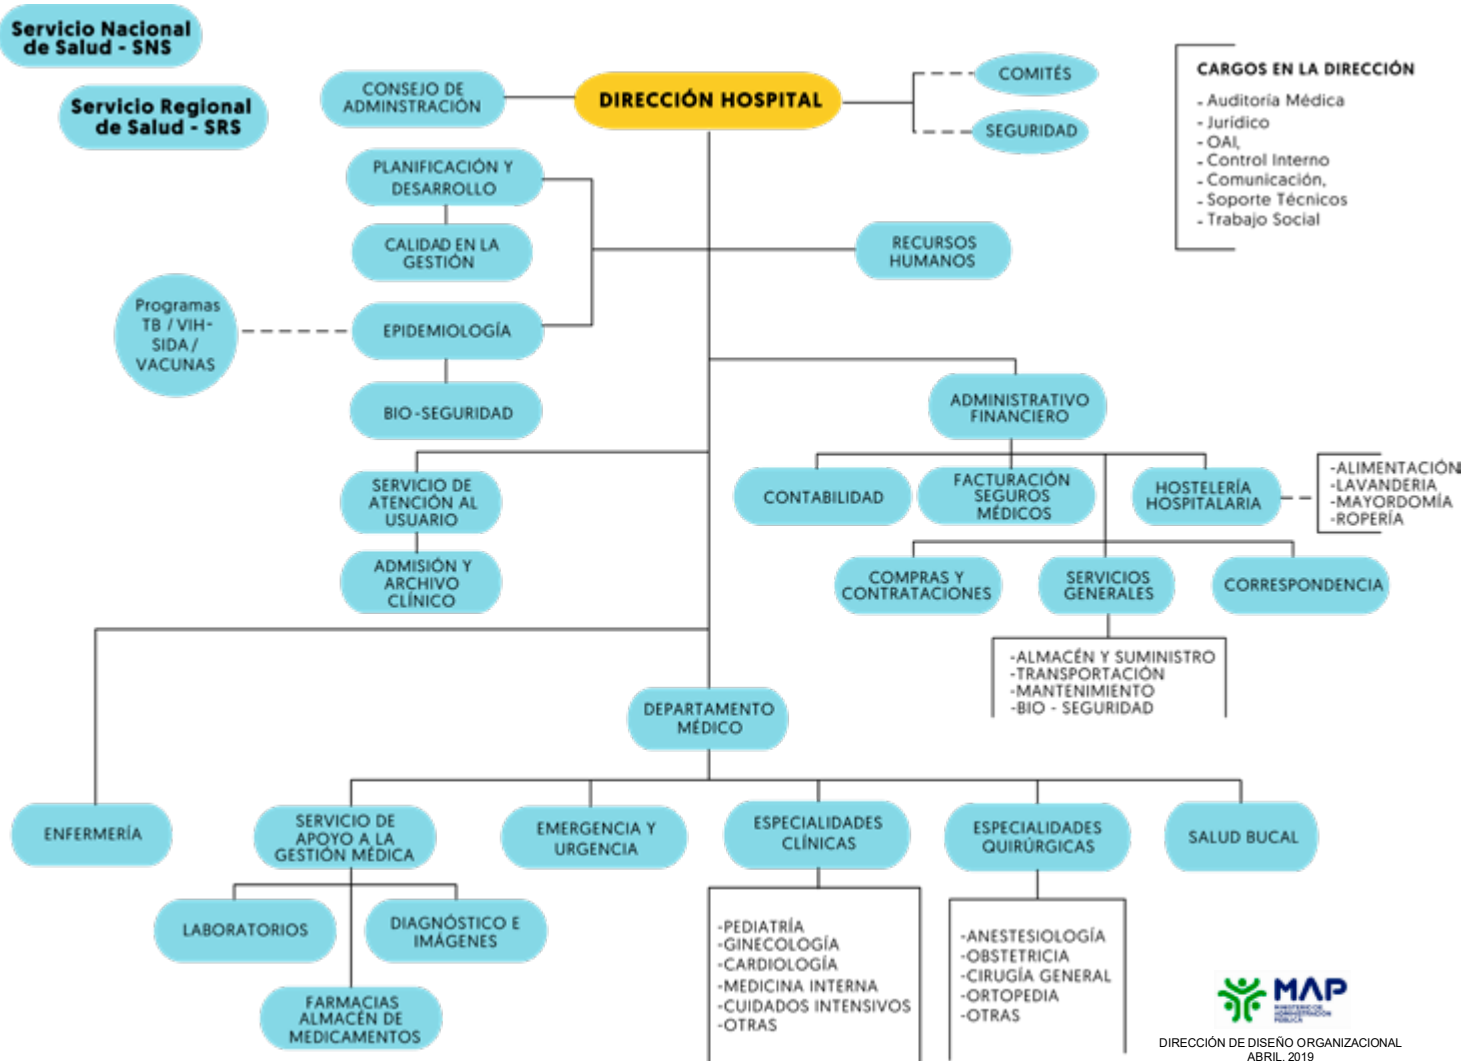 Servicio Nacional
de Salud - SNS
Servicio Regional
de Salud - SRS
CONSEJO DE
ADMINSTRACIÓN
DIRECCIÓN HOSPITAL
COMITÉS
SEGURIDAD
CARGOS EN LA DIRECCIÓN
- Auditoría Médica
- Jurídico
- OAI,
- Control Interno
- Comunicación,
- Soporte Técnicos
- Trabajo Social
PLANIFICACIÓN Y
DESARROLLO
CALIDAD EN LA
GESTIÓN
RECURSOS
HUMANOS
Programas
TB / VIH-
SIDA /
VACUNAS
EPIDEMIOLOGÍA
BIO-SEGURIDAD
ADMINISTRATIVO
FINANCIERO
SERVICIO DE
ATENCIÓN AL
USUARIO
ADMISIÓN Y
ARCHIVO
CLÍNICO
CONTABILIDAD
FACTURACIÓN
SEGUROS
MÉDICOS
HOSTELERÍA
HOSPITALARIA
-ALIMENTACIÓN
-LAVANDERIA
-MAYORDOMÍA
-ROPERÍA
COMPRAS Y
CONTRATACIONES
SERVICIOS
GENERALES
CORRESPONDENCIA
-ALMACÉN Y SUMINISTRO
-TRANSPORTACIÓN
-MANTENIMIENTO
-BIO - SEGURIDAD
DEPARTAMENTO
MÉDICO
ENFERMERÍA
SERVICIO DE
APOYO A LA
GESTIÓN MÉDICA
EMERGENCIA Y
URGENCIA
ESPECIALIDADES
CLÍNICAS
ESPECIALIDADES
QUIRÚRGICAS
SALUD BUCAL
LABORATORIOS
DIAGNÓSTICO E
IMÁGENES
FARMACIAS
ALMACÉN DE
MEDICAMENTOS
-PEDIATRÍA
-GINECOLOGÍA
-CARDIOLOGÍA
-MEDICINA INTERNA
-CUIDADOS INTENSIVOS
-OTRAS
-ANESTESIOLOGÍA
-OBSTETRICIA
-CIRUGÍA GENERAL
-ORTOPEDIA
-OTRAS
MAP
MINISTERIO DE
ADMINISTRACIÓN
PÚBLICA
DIRECCIÓN DE DISEÑO ORGANIZACIONAL
ABRIL, 2019